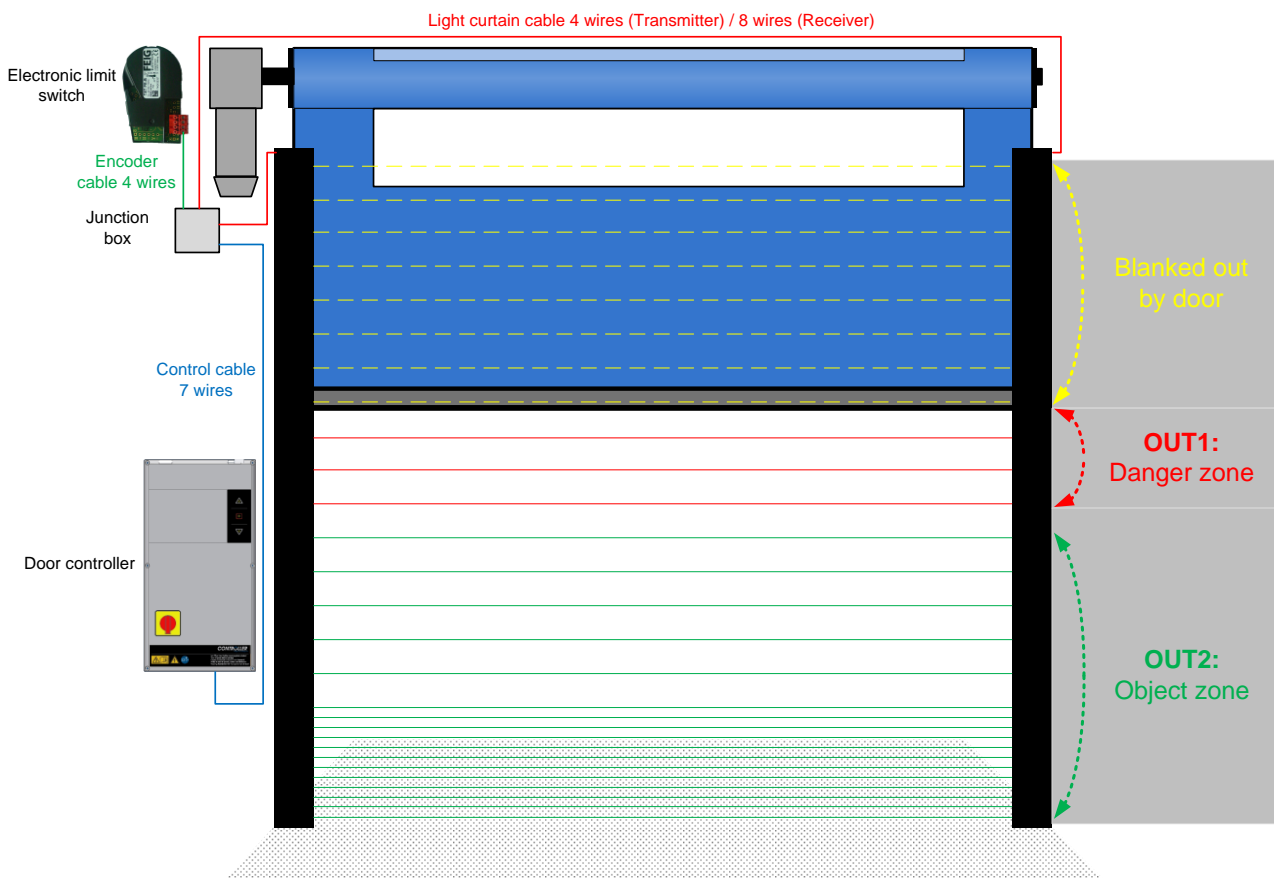 Light curtain cable 4 wires (Transmitter) / 8 wires (Receiver)
Electronic limit
switch
FEIG
Encoder
cable 4 wires
Junction
box
Control cable
7 wires
Door controller
Blanked out
by door
OUT1:
Danger zone
OUT2:
Object zone